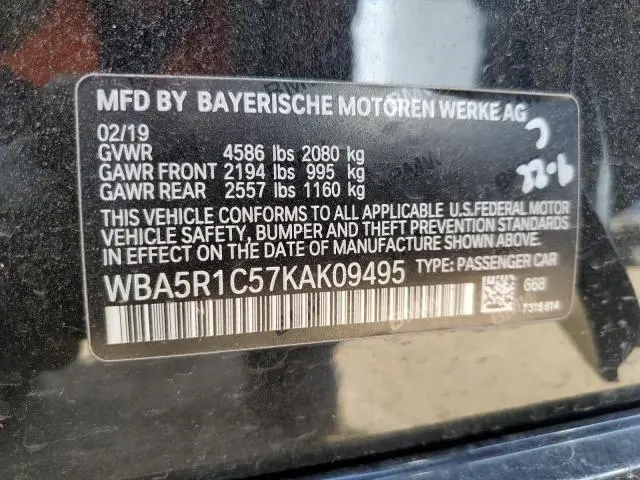 MFD BY BAYERISCHE MOTOREN WERKE AG
02/19
GVWR 4586 lbs 2080 kg
GAWR FRONT 2194 lbs 995 kg
GAWR REAR 2557 lbs 1160 kg
THIS VEHICLE CONFORMS TO ALL APPLICABLE U.S.FEDERAL MOTOR
VEHICLE SAFETY, BUMPER AND THEFT PREVENTION STANDARDS
IN EFFECT ON THE DATE OF MANUFACTURE SHOWN ABOVE.
WBA5R1C57KAK09495 TYPE: PASSENGER CAR
668
7315614